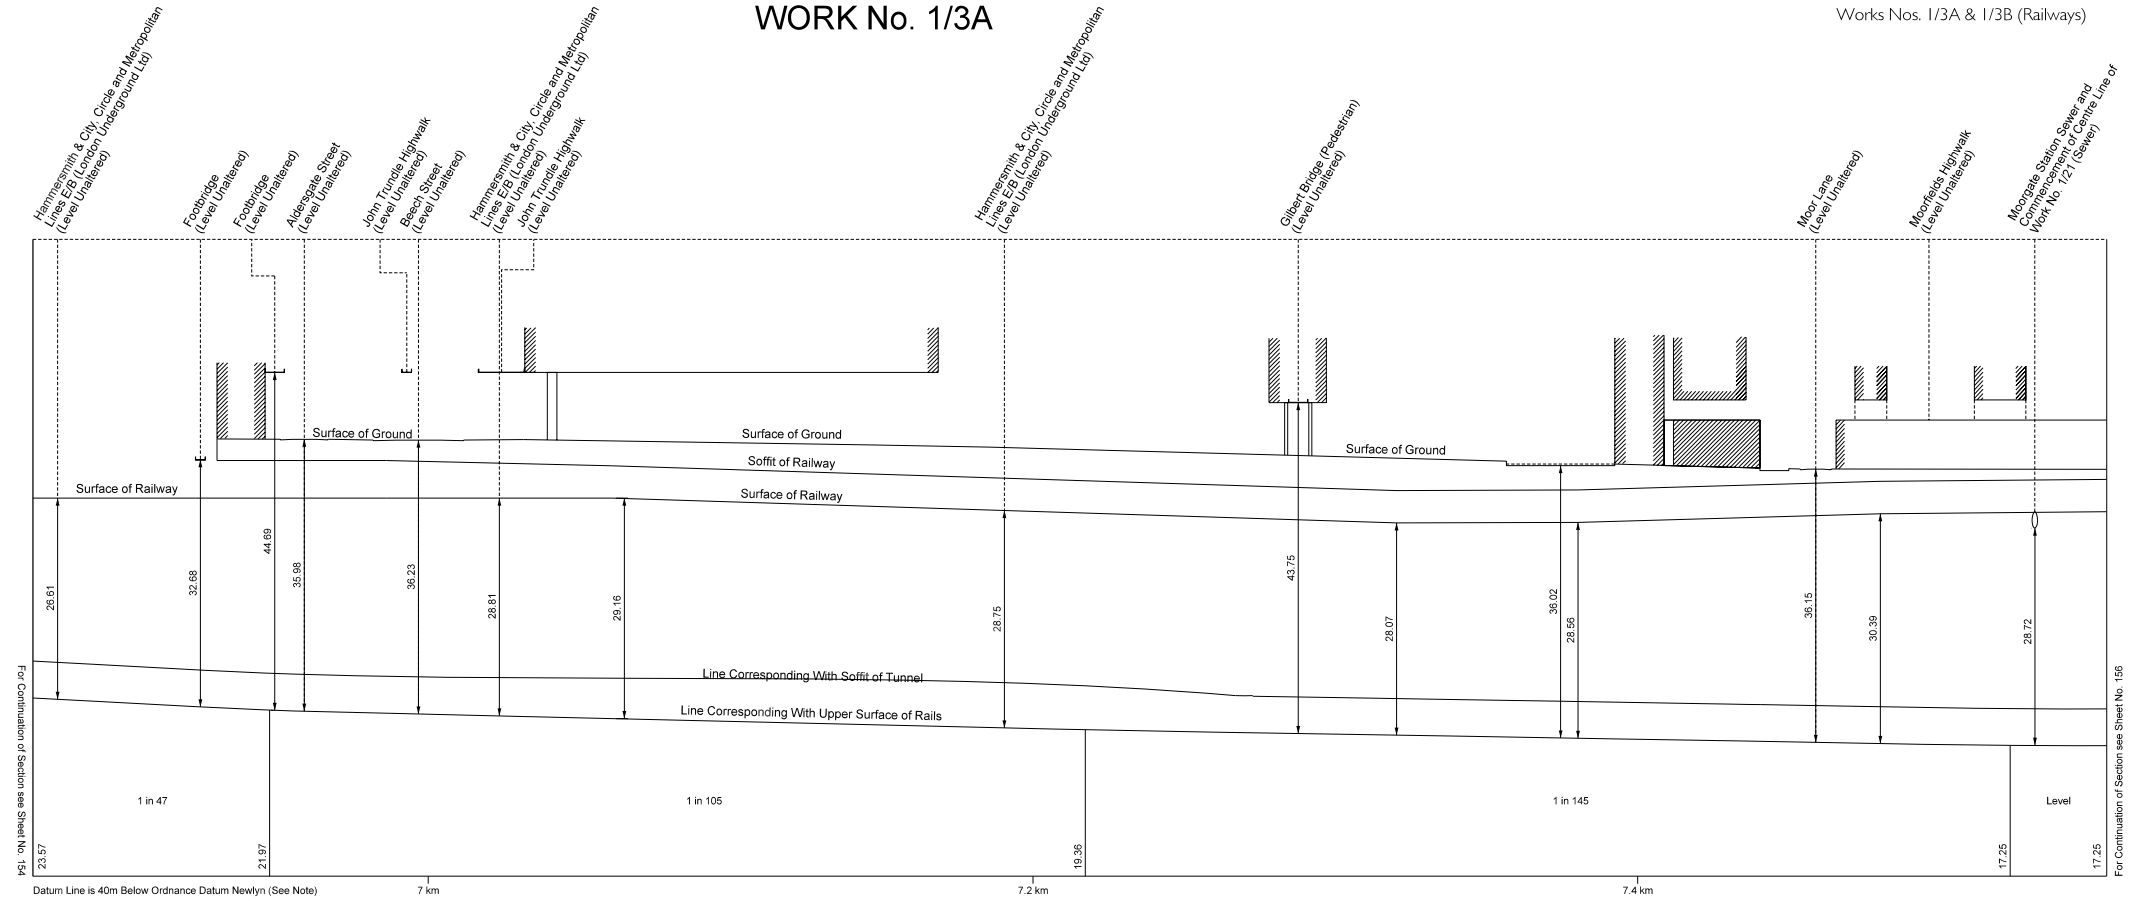 WORK No. 1/3A
Works Nos. 1/3A & 1/3B (Railways)
Hammersmith & City, Circle and Metropolitan
Lines E/B (London Underground Ltd)
(Level Unaltered)
Footbridge
(Level Unaltered)
Footbridge
(Level Unaltered)
Aldersgate Street
(Level Unaltered)
John Trundle Highwalk
(Level Unaltered)
Beech Street
(Level Unaltered)
Hammersmith & City, Circle and Metropolitan
Lines E/B (London Underground Ltd)
(Level Unaltered)
John Trundle Highwalk
(Level Unaltered)
Hammersmith & City, Circle and Metropolitan
Lines E/B (London Underground Ltd)
(Level Unaltered)
Gilbert Bridge (Pedestrian)
(Level Unaltered)
Moor Lane
(Level Unaltered)
Moorfields Highwalk
(Level Unaltered)
Moorgate Station Sewer and
Commencement of Centre Line of
Work No. 1/21 (Sewer)
Surface of Ground
Surface of Ground
Surface of Ground
Soffit of Railway
Surface of Railway
Surface of Railway
26.61
32.68
44.69
35.98
36.23
28.81
29.16
28.75
43.75
28.07
36.02
28.56
36.15
30.39
28.72
Line Corresponding With Soffit of Tunnel
Line Corresponding With Upper Surface of Rails
For Continuation of Section see Sheet No. 154
For Continuation of Section see Sheet No. 156
1 in 47
1 in 105
1 in 145
Level
23.57
21.97
19.36
17.25
17.25
Datum Line is 40m Below Ordnance Datum Newlyn (See Note)
7 km
7.2 km
7.4 km